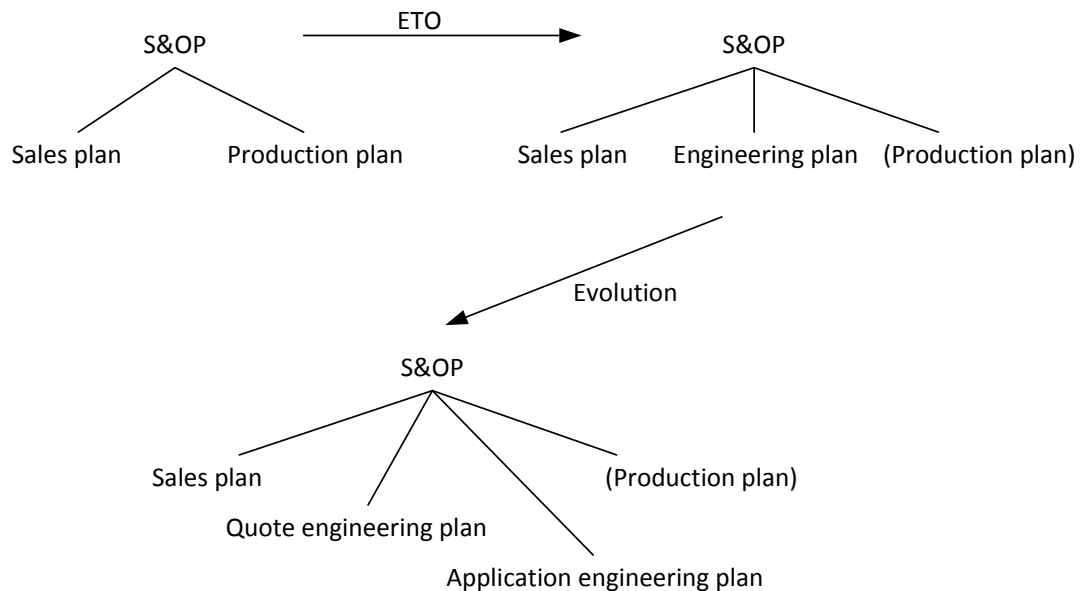 ETO
S&OP
S&OP
Sales plan
Production plan
Sales plan
Engineering plan
(Production plan)
Evolution
S&OP
Sales plan
(Production plan)
Quote engineering plan
Application engineering plan